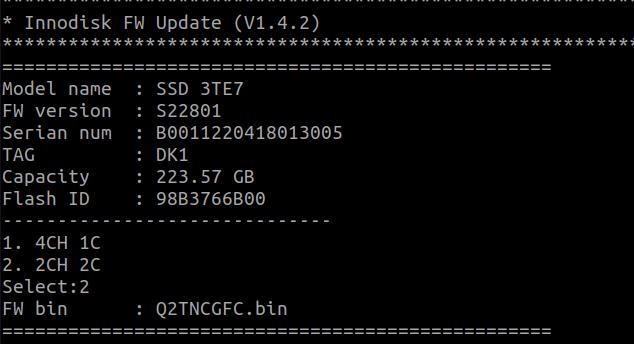 ************************************************************
* Innodisk FW Update (V1.4.2)
************************************************************
==================================================
Model name  : SSD 3TE7
FW version  : S22801
Serian num  : B0011220418013005
TAG         : DK1
Capacity    : 223.57 GB
Flash ID    : 98B3766B00
------------------------------
1. 4CH 1C
2. 2CH 2C
Select:2
FW bin      : Q2TNCGFC.bin
==================================================